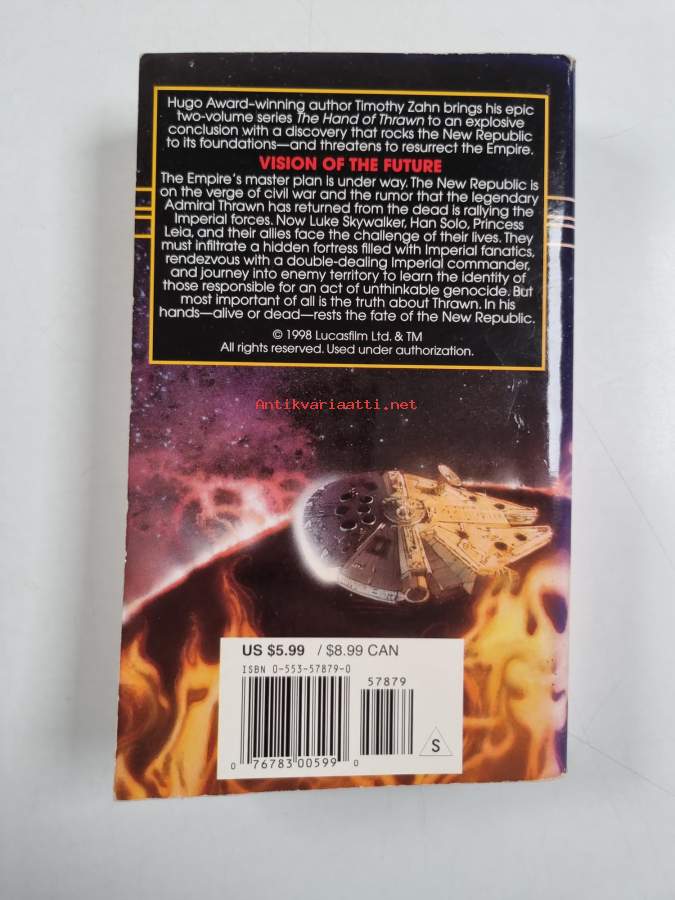 Hugo Award–winning author Timothy Zahn brings his epic
two-volume series The Hand of Thrawn to an explosive
conclusion with a discovery that rocks the New Republic
to its foundations—and threatens to resurrect the Empire.
VISION OF THE FUTURE
The Empire's master plan is under way. The New Republic is
on the verge of civil war and the rumor that the legendary
Admiral Thrawn has returned from the dead is rallying the
Imperial forces. Now Luke Skywalker, Han Solo, Princess
Leia, and their allies face the challenge of their lives. They
must infiltrate a hidden fortress filled with Imperial fanatics,
rendezvous with a double-dealing Imperial commander,
and journey into enemy territory to learn the identity of
those responsible for an act of unthinkable genocide. But
most important of all is the truth about Thrawn. In his
hands—alive or dead—rests the fate of the New Republic.
© 1998 Lucasfilm Ltd. & TM
All rights reserved. Used under authorization.
Antikvariaatti.net
US $5.99 / $8.99 CAN
ISBN 0-553-57879-0
57879
S
0 76783 00599 0